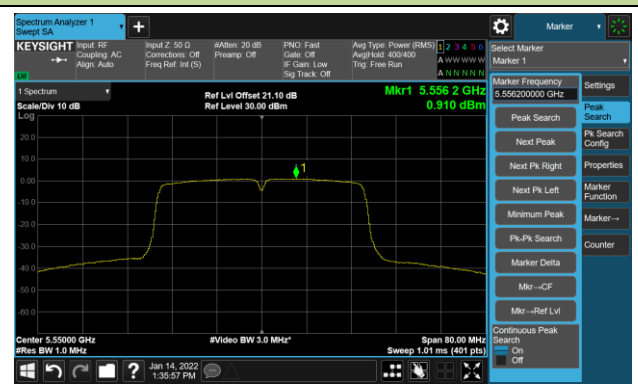 Spectrum Analyzer 1
Swept SA
Marker
KEYSIGHT
Input: RF
Coupling: AC
Align: Auto
Input Z: 50 Ω
Corrections: Off
Freq Ref: Int (S)
#Atten: 20 dB
Preamp: Off
PNO: Fast
Gate: Off
IF Gain: Low
Sig Track: Off
Avg Type: Power (RMS)
Avg|Hold: 400/400
Trig: Free Run
1 2 3 4 5 6
A W W W W W
A N N N N N
Select Marker
Marker 1
1 Spectrum
Scale/Div 10 dB
Log
Ref Lvl Offset 21.10 dB
Ref Level 30.00 dBm
Mkr1 5.556 2 GHz
0.910 dBm
20.0
10.0
0.00
-10.0
-20.0
-30.0
-40.0
-50.0
-60.0
1
Center 5.55000 GHz
#Res BW 1.0 MHz
#Video BW 3.0 MHz*
Span 80.00 MHz
Sweep 1.01 ms (401 pts)
Marker Frequency
5.556200000 GHz
Peak Search
Next Peak
Next Pk Right
Next Pk Left
Minimum Peak
Pk-Pk Search
Marker Delta
Mkr→CF
Mkr→Ref Lvl
Continuous Peak
Search
On
Off
Settings
Peak
Search
Pk Search
Config
Properties
Marker
Function
Marker→
Counter
?
Jan 14, 2022
1:35:57 PM